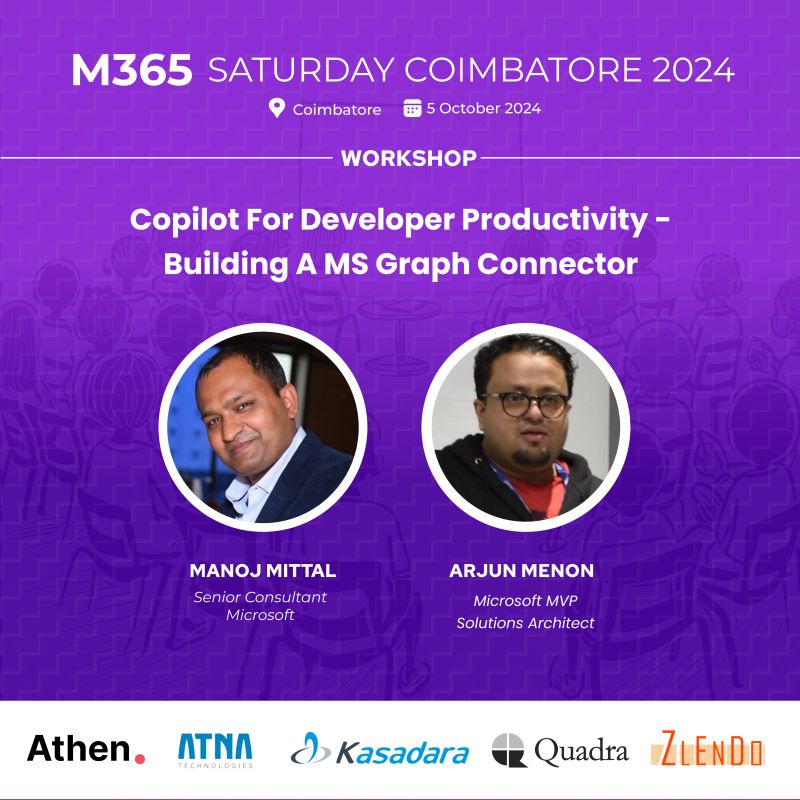 M365 SATURDAY COIMBATORE 2024
Coimbatore 5 October 2024
WORKSHOP
Copilot For Developer Productivity -
Building A MS Graph Connector
MANOJ MITTAL
Senior Consultant
Microsoft
ARJUN MENON
Microsoft MVP
Solutions Architect
Athen.
ATNA
TECHNOLOGIES
Kasadara
Quadra
ZLENDO